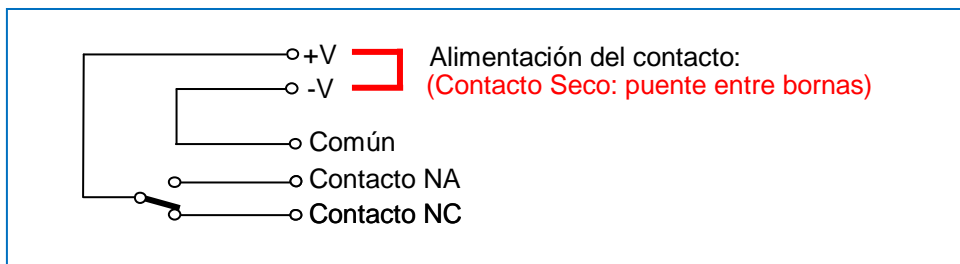 +V Alimentación del contacto:
-V (Contacto Seco: puente entre bornas)
Común
Contacto NA
Contacto NC